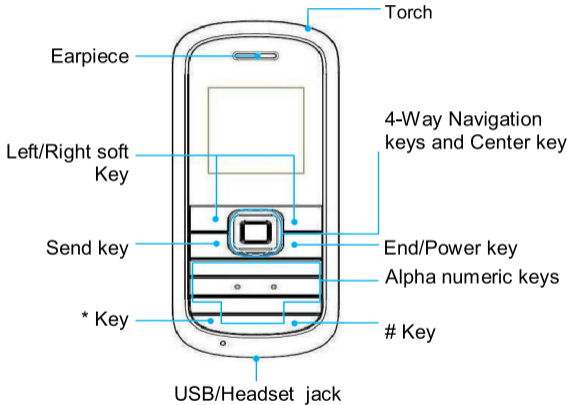 Torch
Earpiece
4-Way Navigation
keys and Center key
Left/Right soft
Key
Send key
End/Power key
Alpha numeric keys
* Key
# Key
USB/Headset jack